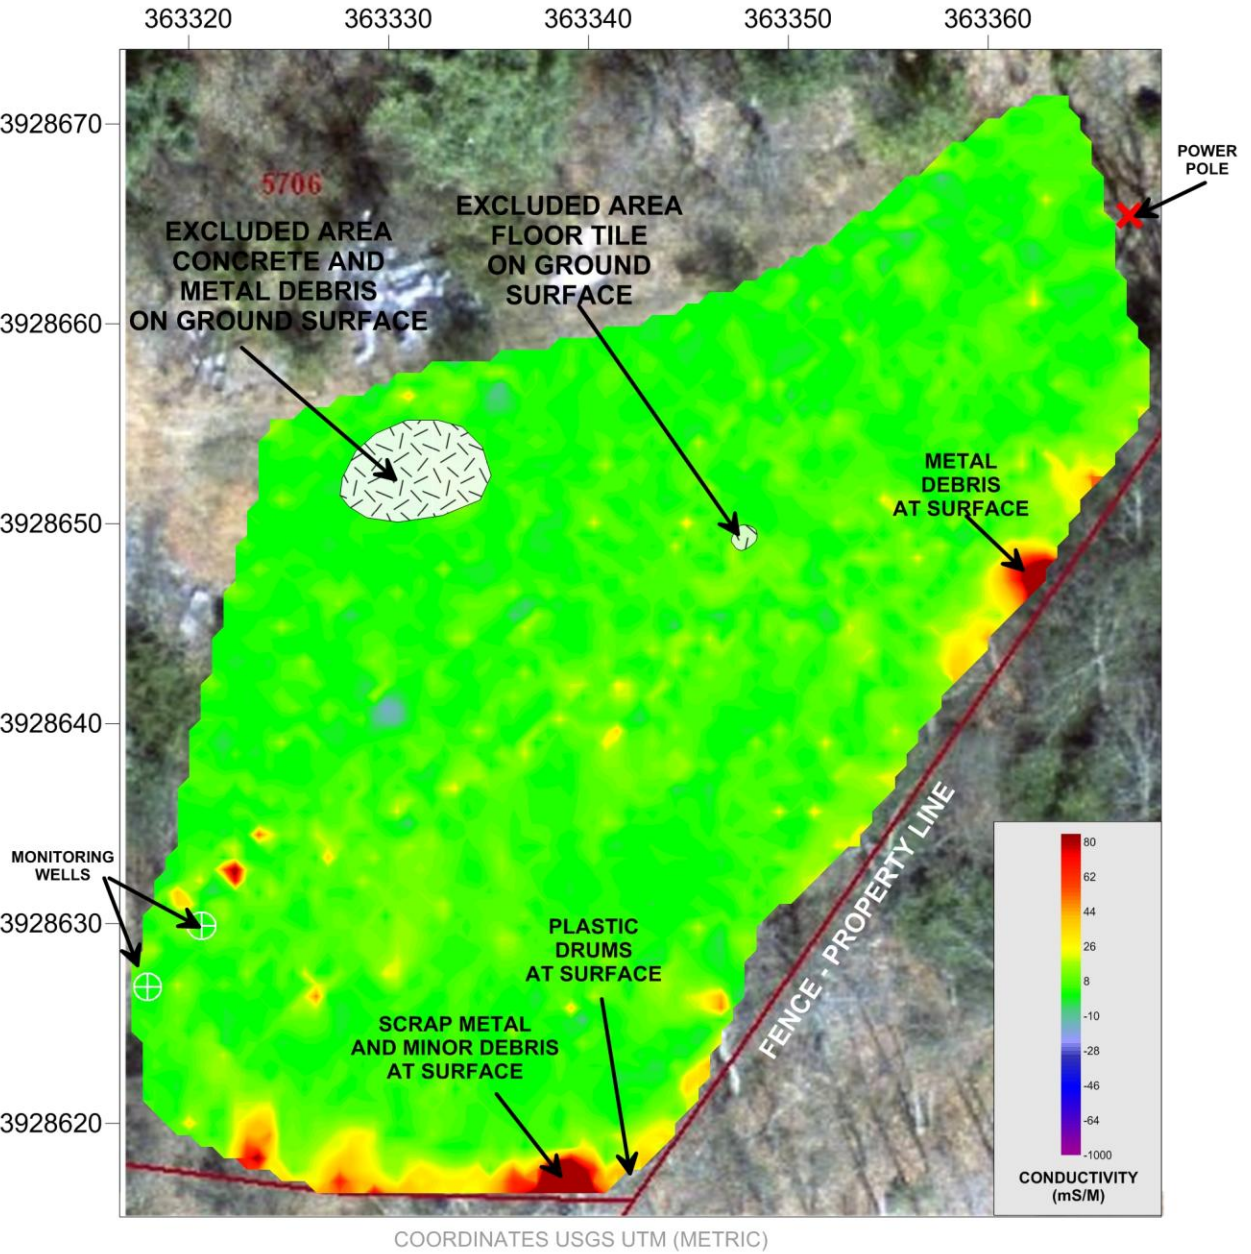 363320 363330 363340 363350 363360
3928670
3928660
3928650
3928640
3928630
3928620
POWER
POLE
5706
EXCLUDED AREA
CONCRETE AND
METAL DEBRIS
ON GROUND SURFACE
EXCLUDED AREA
FLOOR TILE
ON GROUND
SURFACE
METAL
DEBRIS
AT SURFACE
MONITORING
WELLS
PLASTIC
DRUMS
AT SURFACE
SCRAP METAL
AND MINOR DEBRIS
AT SURFACE
FENCE - PROPERTY LINE
80
62
44
26
8
-10
-28
-46
-64
-1000
CONDUCTIVITY
(mS/M)
COORDINATES USGS UTM (METRIC)